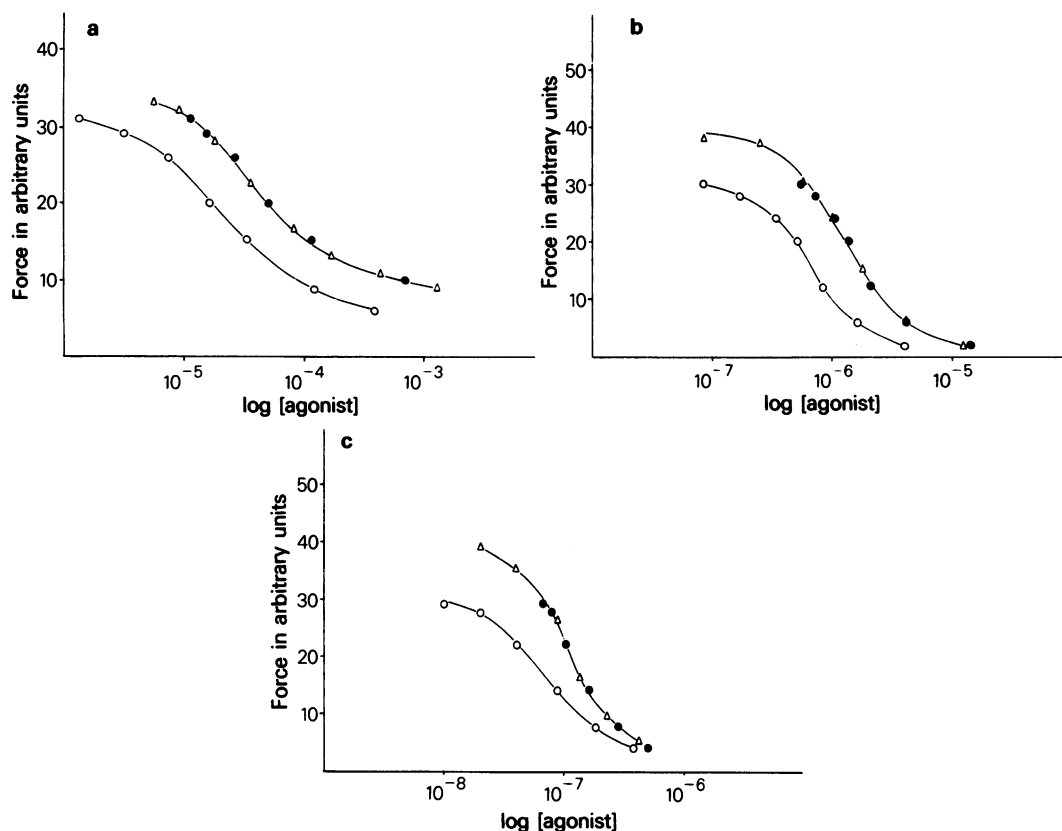 a
40
30
20
10
Force in arbitrary units
10⁻⁵ 10⁻⁴ 10⁻³
log [agonist]
b
50
40
30
20
10
Force in arbitrary units
10⁻⁷ 10⁻⁶ 10⁻⁵
log [agonist]
c
50
40
30
20
10
Force in arbitrary units
10⁻⁸ 10⁻⁷ 10⁻⁶
log [agonist]